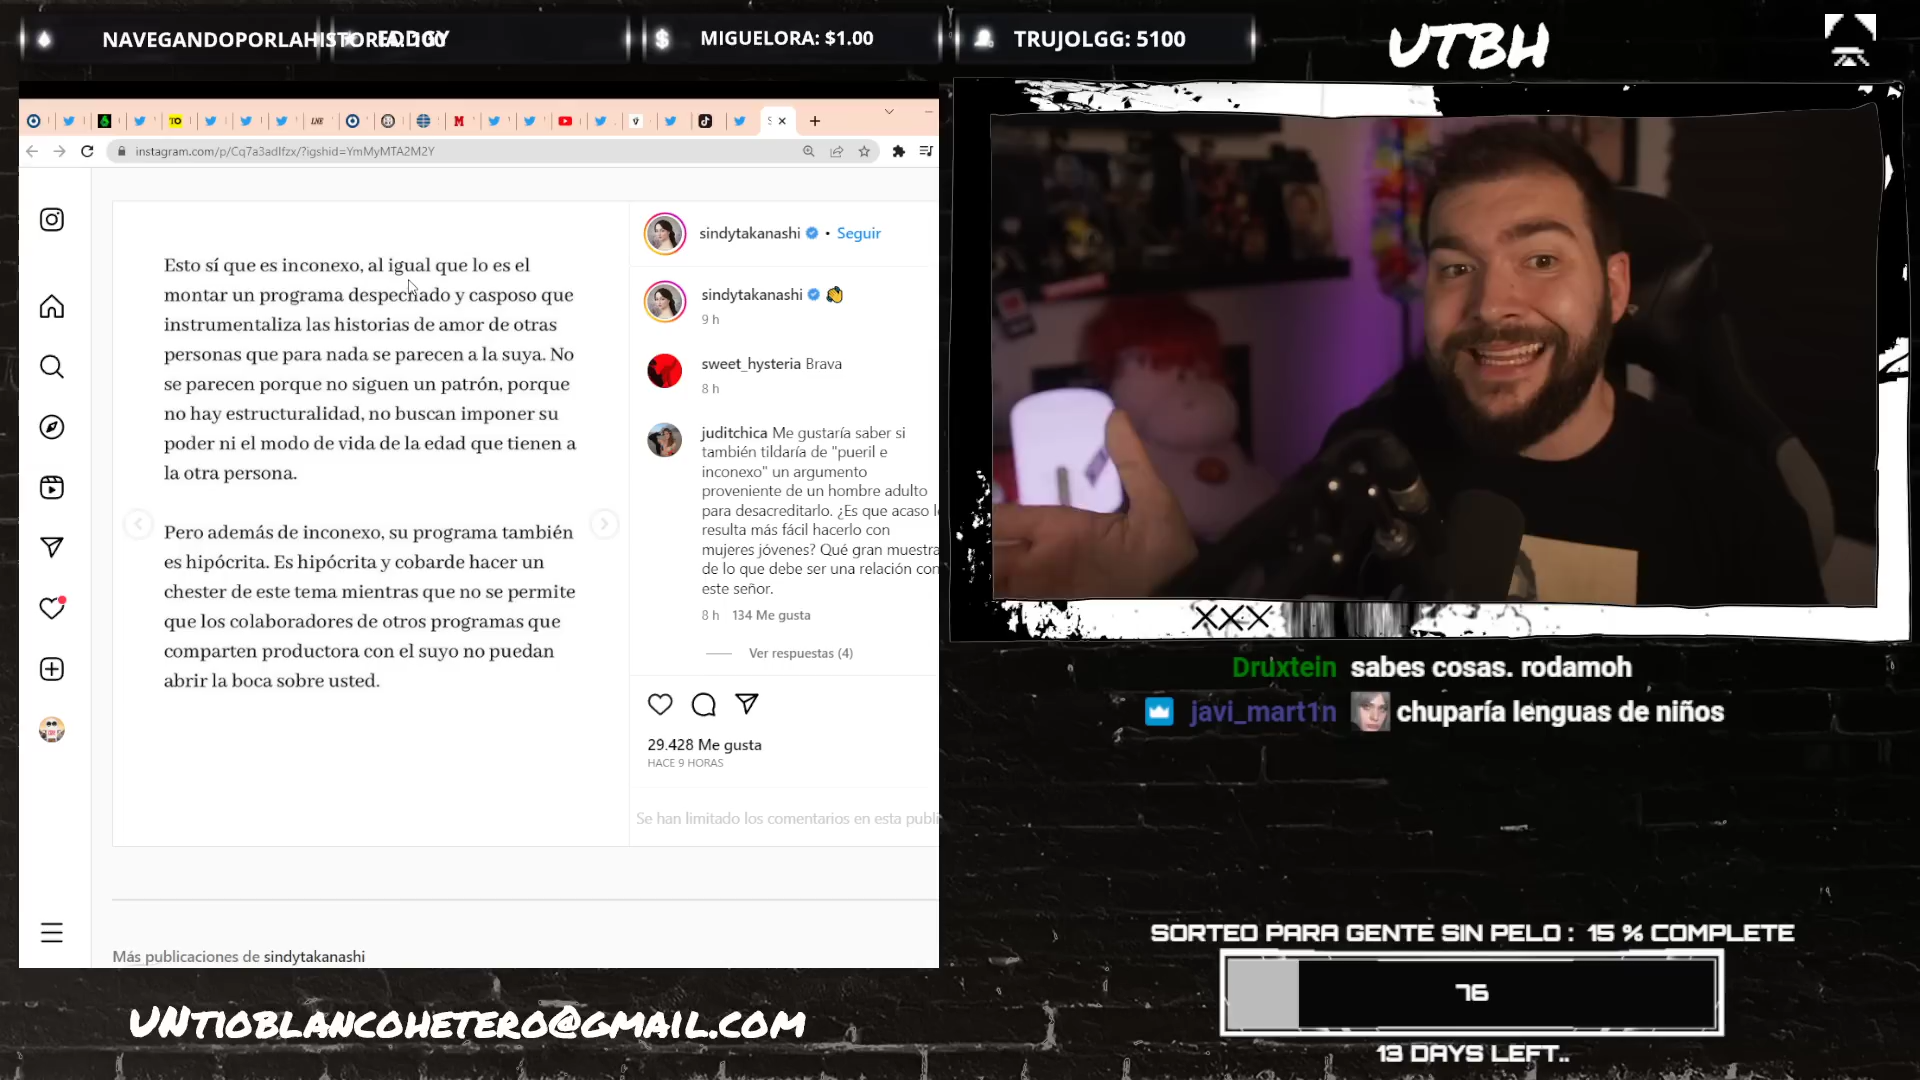 NAVEGANDOPORLAHISTORIA: 100
EDDGY
MIGUELORA: $1.00
TRUJOLGG: 5100
UTBH
instagram.com/p/Cq7a3adIfzx/?igshid=YmMyMTA2M2Y
Esto sí que es inconexo, al igual que lo es el
montar un programa despechado y casposo que
instrumentaliza las historias de amor de otras
personas que para nada se parecen a la suya. No
se parecen porque no siguen un patrón, porque
no hay estructuralidad, no buscan imponer su
poder ni el modo de vida de la edad que tienen a
la otra persona.
Pero además de inconexo, su programa también
es hipócrita. Es hipócrita y cobarde hacer un
chester de este tema mientras que no se permite
que los colaboradores de otros programas que
comparten productora con el suyo no puedan
abrir la boca sobre usted.
sindytakanashi • Seguir
sindytakanashi
9 h
sweet_hysteria Brava
8 h
juditchica Me gustaría saber si
también tildaría de "pueril e
inconexo" un argumento
proveniente de un hombre adulto
para desacreditarlo. ¿Es que acaso l
resulta más fácil hacerlo con
mujeres jóvenes? Qué gran muestra
de lo que debe ser una relación con
este señor.
8 h 134 Me gusta
Ver respuestas (4)
29.428 Me gusta
HACE 9 HORAS
Se han limitado los comentarios en esta publi
Más publicaciones de sindytakanashi
XXX
Druxtein sabes cosas. rodamoh
javi_mart1n chuparía lenguas de niños
SORTEO PARA GENTE SIN PELO : 15 % COMPLETE
76
13 DAYS LEFT..
UNTIOBLANCOHETERO@GMAIL.COM